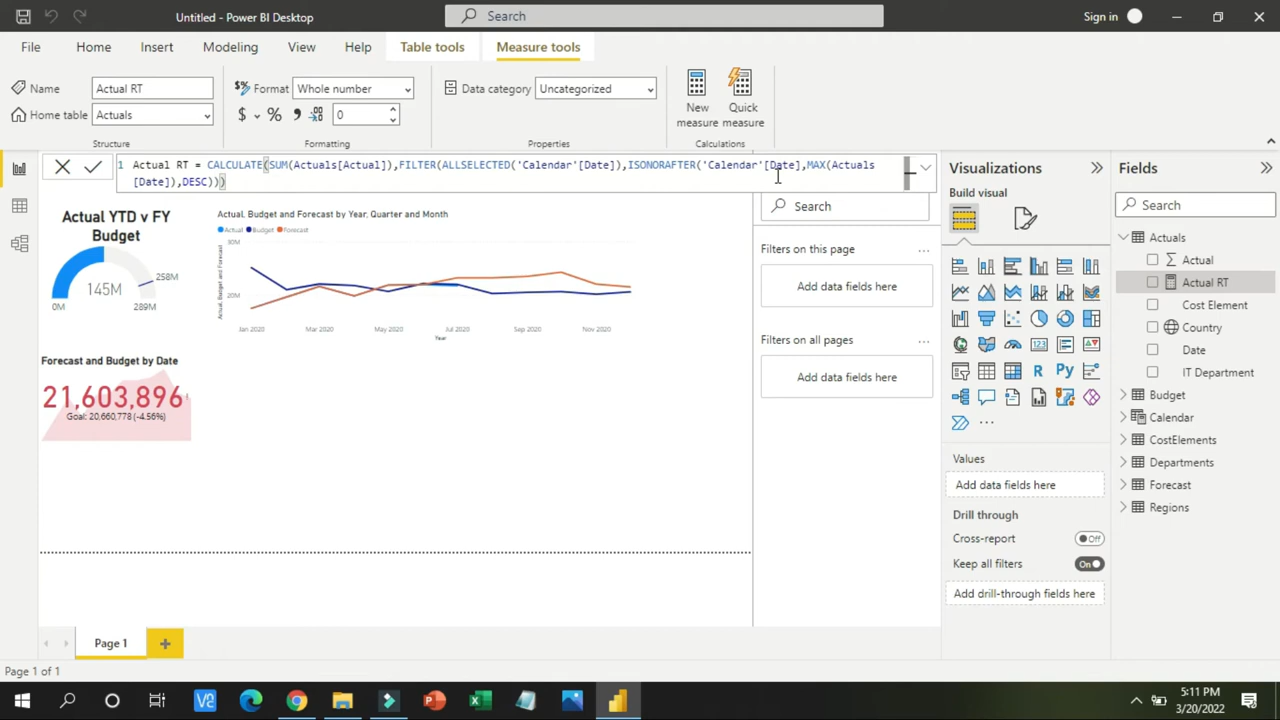 Untitled - Power BI Desktop
Search
Sign in
File
Home
Insert
Modeling
View
Help
Table tools
Measure tools
Name
Actual RT
Home table
Actuals
Structure
Format
Whole number
$
%
0
Formatting
Data category
Uncategorized
Properties
New measure
Quick measure
Calculations
1 Actual RT = CALCULATE(SUM(Actuals[Actual]),FILTER(ALLSELECTED('Calendar'[Date]),ISONORAFTER('Calendar'[Date],MAX(Actuals
[Date]),DESC)))
Actual YTD v FY
Budget
258M
145M
0M
289M
Actual, Budget and Forecast by Year, Quarter and Month
Actual Budget Forecast
30M
20M
Actual, Budget and Forecast
Jan 2020
Mar 2020
May 2020
Jul 2020
Sep 2020
Nov 2020
Year
Forecast and Budget by Date
21,603,896!
Goal: 20,660,778 (-4.56%)
Search
Filters on this page
Add data fields here
Filters on all pages
Add data fields here
Visualizations
Build visual
R
Py
123
Values
Add data fields here
Drill through
Cross-report
Off
Keep all filters
On
Add drill-through fields here
Fields
Search
Actuals
Actual
Actual RT
Cost Element
Country
Date
IT Department
Budget
Calendar
CostElements
Departments
Forecast
Regions
Page 1
Page 1 of 1
5:11 PM
3/20/2022